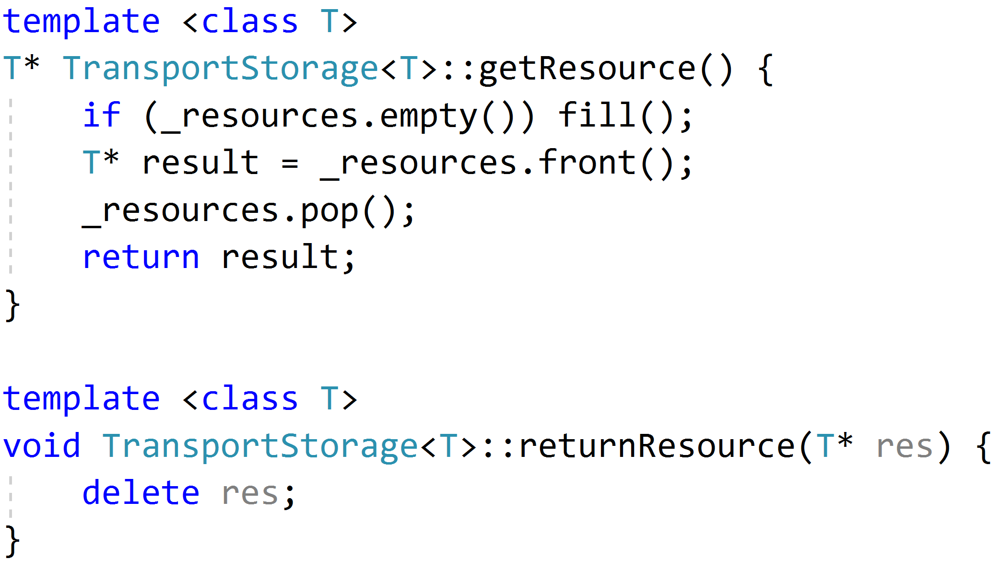 template <class T>
T* TransportStorage<T>::getResource() {
    if (_resources.empty()) fill();
    T* result = _resources.front();
    _resources.pop();
    return result;
}

template <class T>
void TransportStorage<T>::returnResource(T* res) {
    delete res;
}